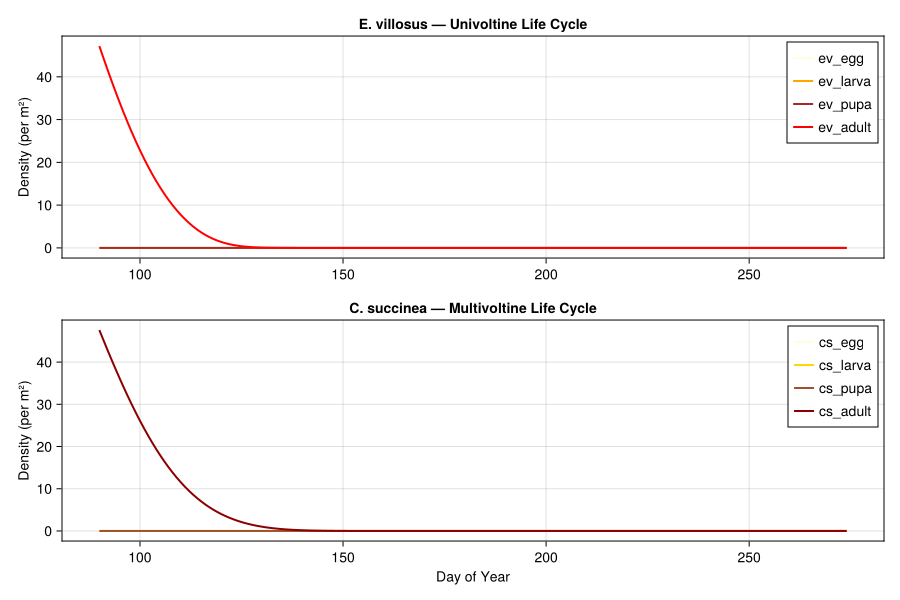 E. villosus — Univoltine Life Cycle
Density (per m²)
40
30
20
10
0
100
150
200
250
ev_egg
ev_larva
ev_pupa
ev_adult
C. succinea — Multivoltine Life Cycle
Density (per m²)
40
30
20
10
0
100
150
200
250
Day of Year
cs_egg
cs_larva
cs_pupa
cs_adult